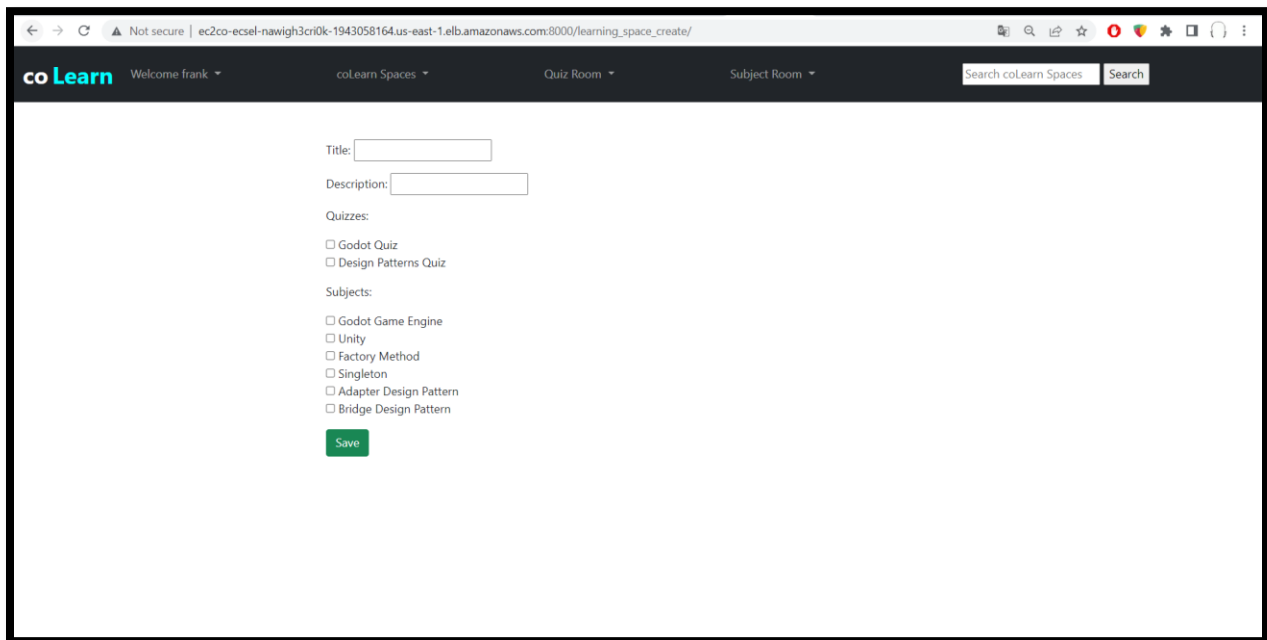 Not secure | ec2co-ecsel-nawigh3cri0k-1943058164.us-east-1.elb.amazonaws.com:8000/learning_space_create/
co Learn Welcome frank coLearn Spaces Quiz Room Subject Room Search coLearn Spaces Search
Title:
Description:
Quizzes:
Godot Quiz
Design Patterns Quiz
Subjects:
Godot Game Engine
Unity
Factory Method
Singleton
Adapter Design Pattern
Bridge Design Pattern
Save